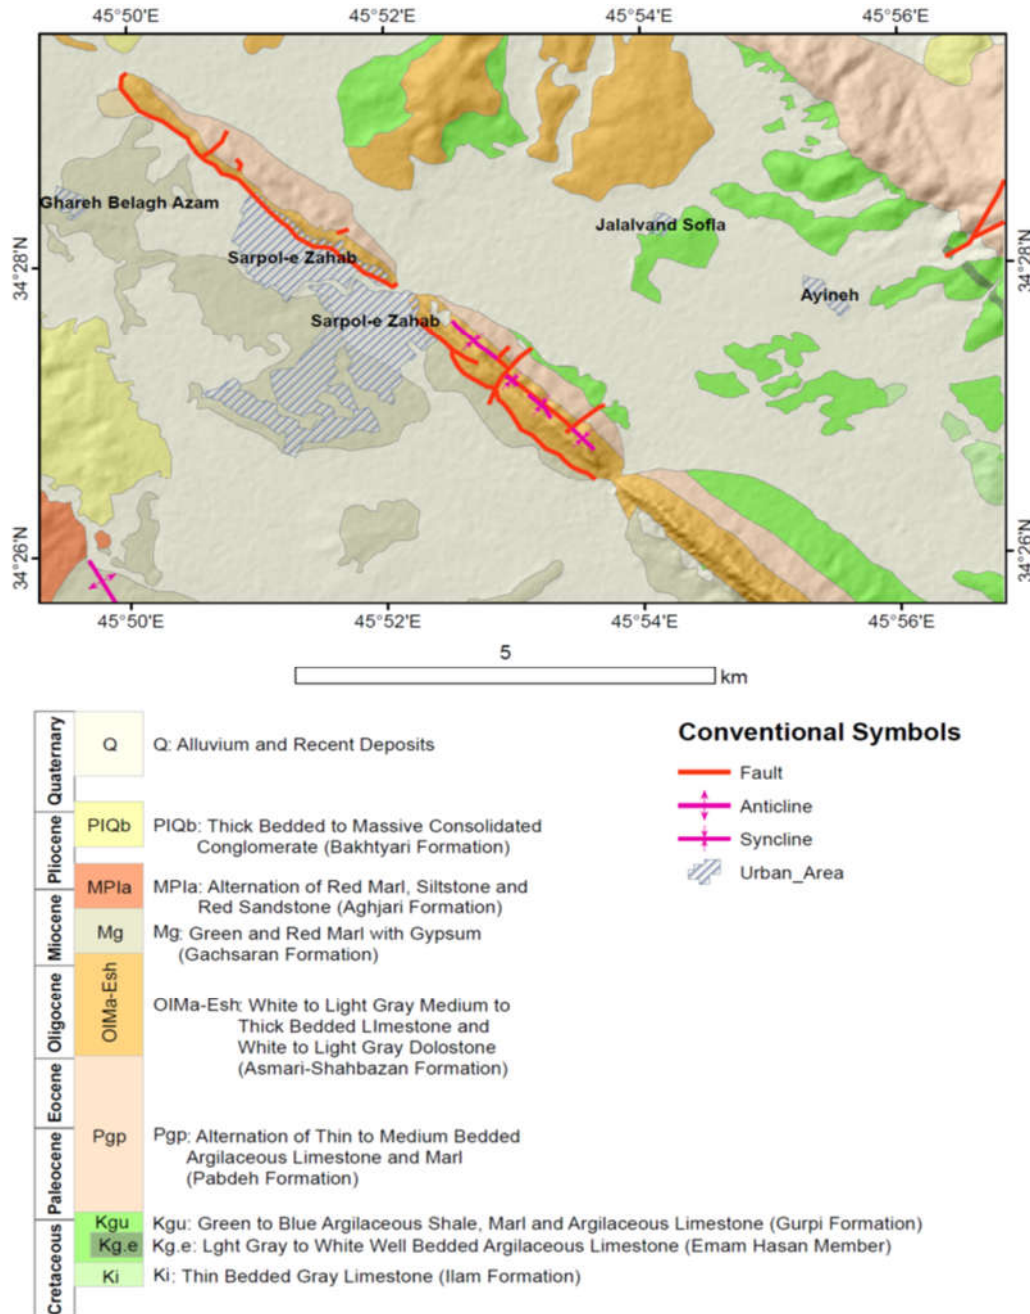 45°50'E 45°52'E 45°54'E 45°56'E
Ghareh Belagh Azam
Jalalvand Sofla
34°28'N
Sarpol-e Zahab
34°28'N
Ayineh
Sarpol-e Zahab
34°26'N
34°26'N
45°50'E 45°52'E 45°54'E 45°56'E
5
km
Quaternary
Q
Q: Alluvium and Recent Deposits
Pliocene
PlQb
PlQb: Thick Bedded to Massive Consolidated
Conglomerate (Bakhtyari Formation)
MPla
MPla: Alternation of Red Marl, Siltstone and
Red Sandstone (Aghjari Formation)
Miocene
Mg
Mg: Green and Red Marl with Gypsum
(Gachsaran Formation)
Oligocene
OlMa-Esh
OlMa-Esh: White to Light Gray Medium to
Thick Bedded LImestone and
White to Light Gray Dolostone
(Asmari-Shahbazan Formation)
Eocene
Paleocene
Pgp
Pgp: Alternation of Thin to Medium Bedded
Argilaceous Limestone and Marl
(Pabdeh Formation)
Cretaceous
Kgu
Kgu: Green to Blue Argilaceous Shale, Marl and Argilaceous Limestone (Gurpi Formation)
Kg.e
Kg.e: Lght Gray to White Well Bedded Argilaceous Limestone (Emam Hasan Member)
Ki
Ki: Thin Bedded Gray Limestone (Ilam Formation)
Conventional Symbols
Fault
Anticline
Syncline
Urban_Area